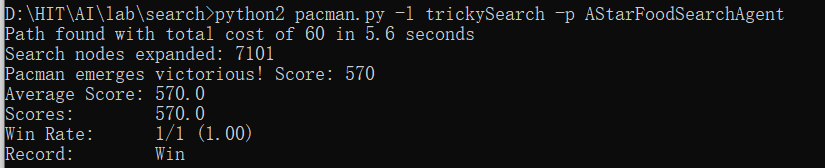 D:\HIT\AI\lab\search>python2 pacman.py -l trickySearch -p AStarFoodSearchAgent
Path found with total cost of 60 in 5.6 seconds
Search nodes expanded: 7101
Pacman emerges victorious! Score: 570
Average Score: 570.0
Scores:        570.0
Win Rate:      1/1 (1.00)
Record:        Win